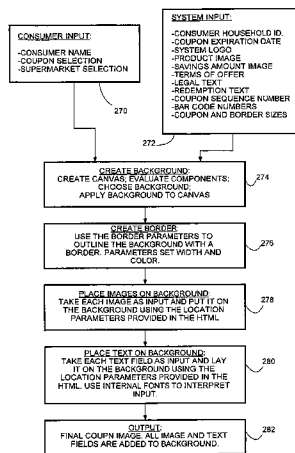 CONSUMER INPUT:
-CONSUMER NAME
-COUPON SELECTION
-SUPERMARKET SELECTION
270
SYSTEM INPUT:
-CONSUMER HOUSEHOLD ID.
-COUPON EXPIRATION DATE
-SYSTEM LOGO
-PRODUCT IMAGE
-SAVINGS AMOUNT IMAGE
-TERMS OF OFFER
-LEGAL TEXT
-REDEMPTION TEXT
-COUPON SEQUENCE NUMBER
-BAR CODE NUMBERS
-COUPON AND BORDER SIZES
272
CREATE BACKGROUND:
CREATE CANVAS; EVALUATE COMPONENTS;
CHOOSE BACKGROUND;
APPLY BACKGROUND TO CANVAS
274
CREATE BORDER:
USE THE BORDER PARAMETERS TO
OUTLINE THE BACKGROUND WITH A
BORDER. PARAMETERS SET WIDTH AND
COLOR.
276
PLACE IMAGES ON BACKGROUND:
TAKE EACH IMAGE AS INPUT AND PUT IT ON
THE BACKGROUND USING THE LOCATION
PARAMETERS PROVIDED IN THE HTML
278
PLACE TEXT ON BACKGROUND:
TAKE EACH TEXT FIELD AS INPUT AND LAY
IT ON THE BACKGROUND USING THE
LOCATION PARAMETERS PROVIDED IN THE
HTML. USE INTERNAL FONTS TO INTERPRET
INPUT.
280
OUTPUT:
FINAL COUPN IMAGE. ALL IMAGE AND TEXT
FIELDS ARE ADDED TO BACKGROUND.
282